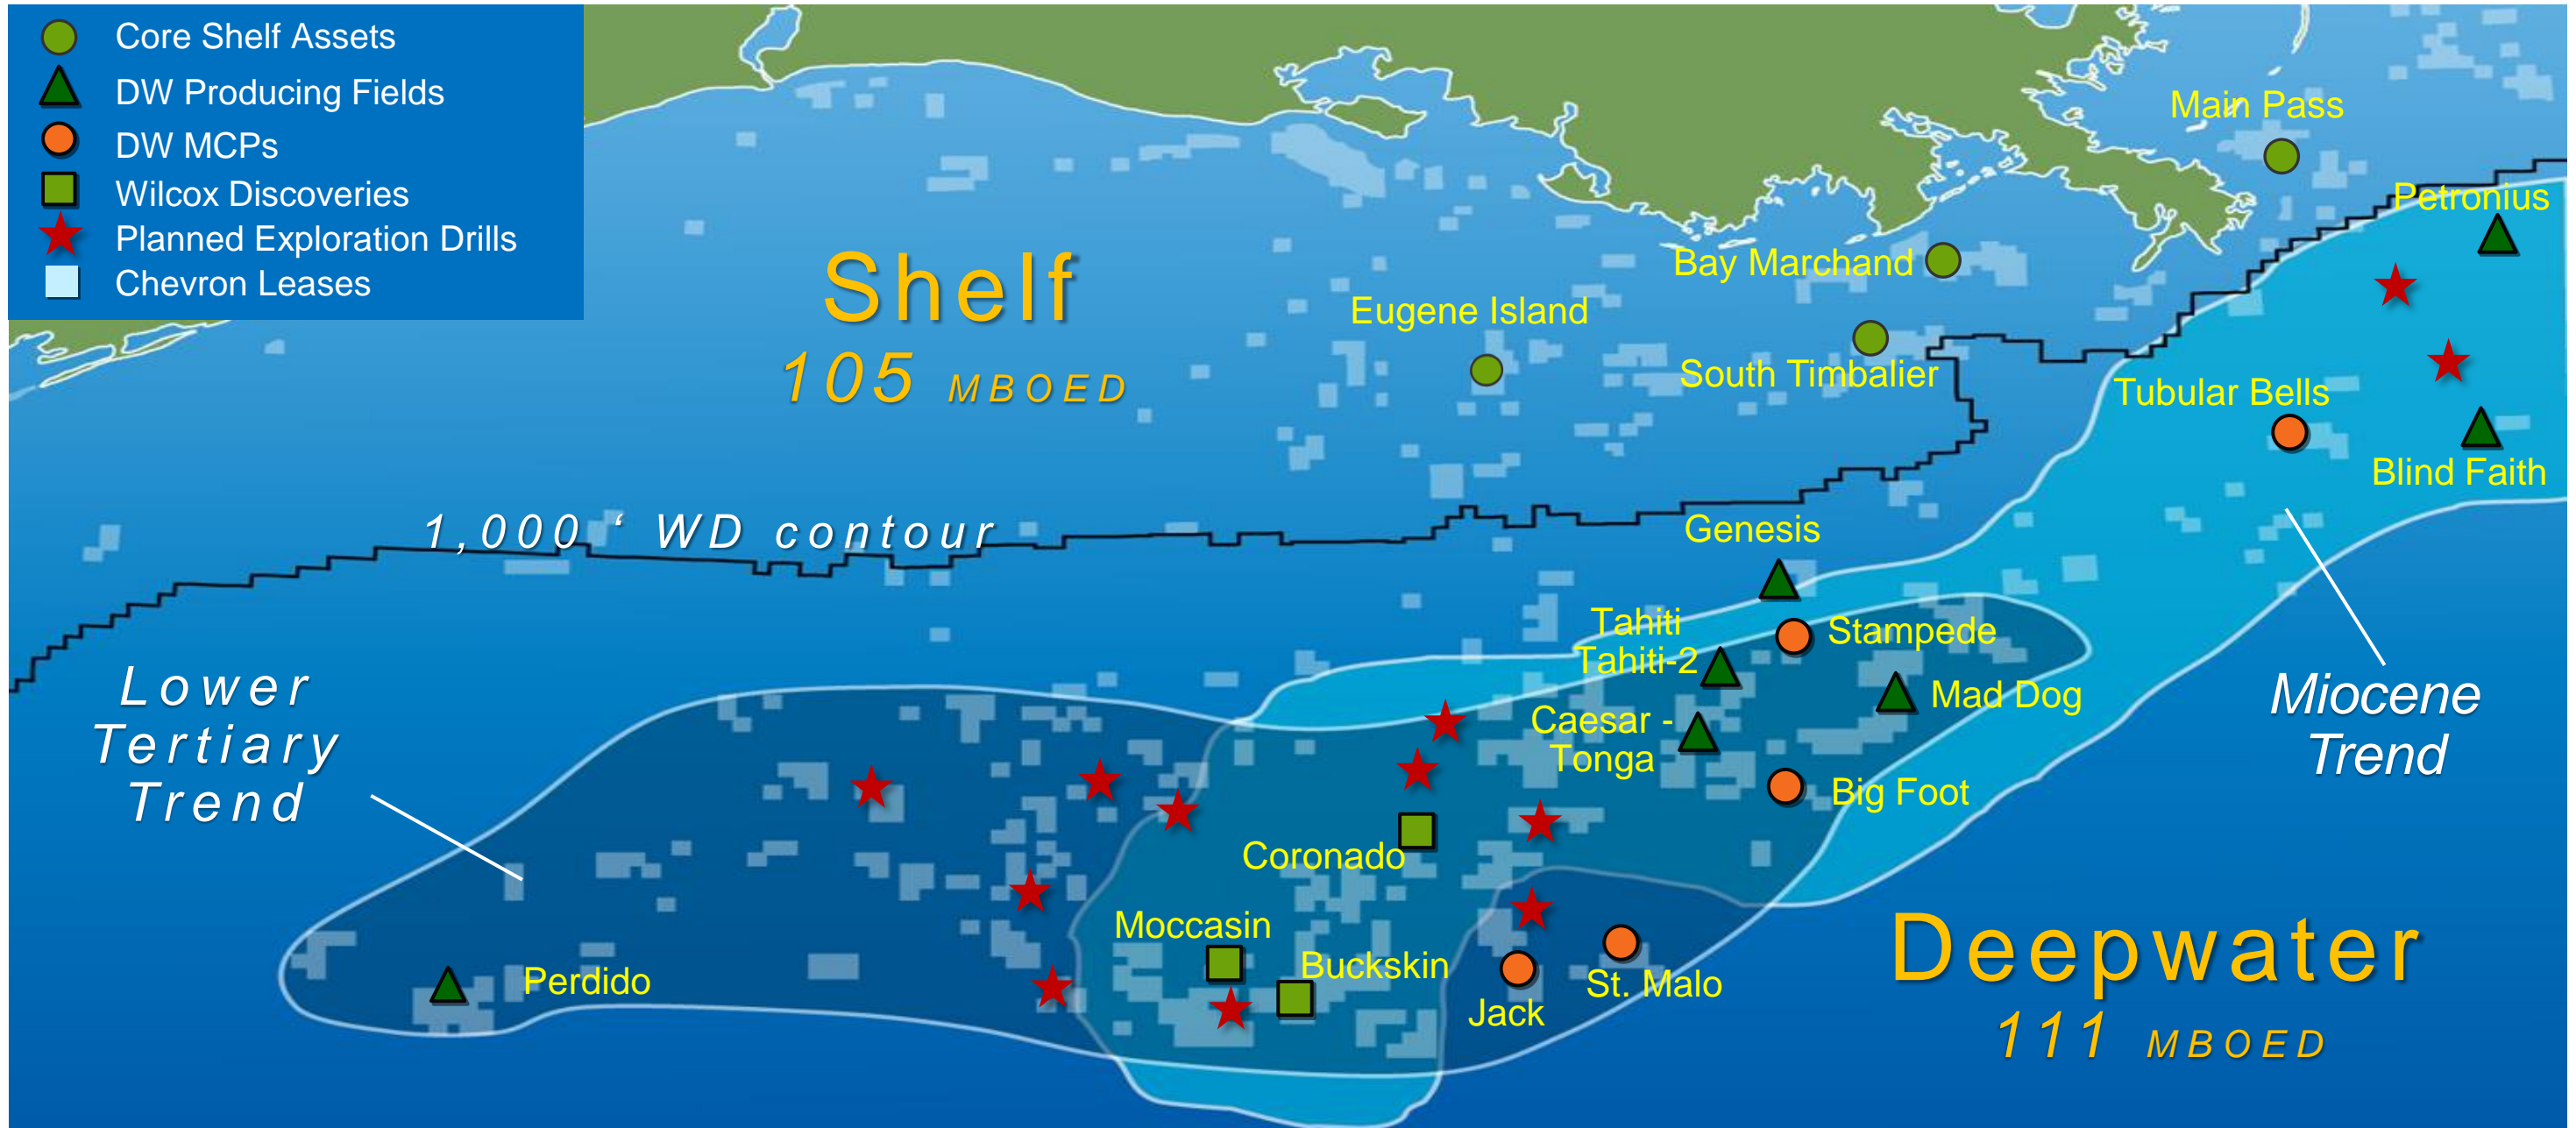 Core Shelf Assets
DW Producing Fields
DW MCPs
Wilcox Discoveries
Planned Exploration Drills
Chevron Leases
Main Pass
Petronius
Shelf
105 MBOED
Bay Marchand
Eugene Island
South Timbalier
Tubular Bells
Blind Faith
1,000 ‘ WD contour
Genesis
Tahiti
Tahiti-2
Stampede
Mad Dog
Caesar -
Tonga
Big Foot
Lower
Tertiary
Trend
Miocene
Trend
Coronado
Moccasin
Buckskin
Perdido
St. Malo
Jack
Deepwater
111 MBOED